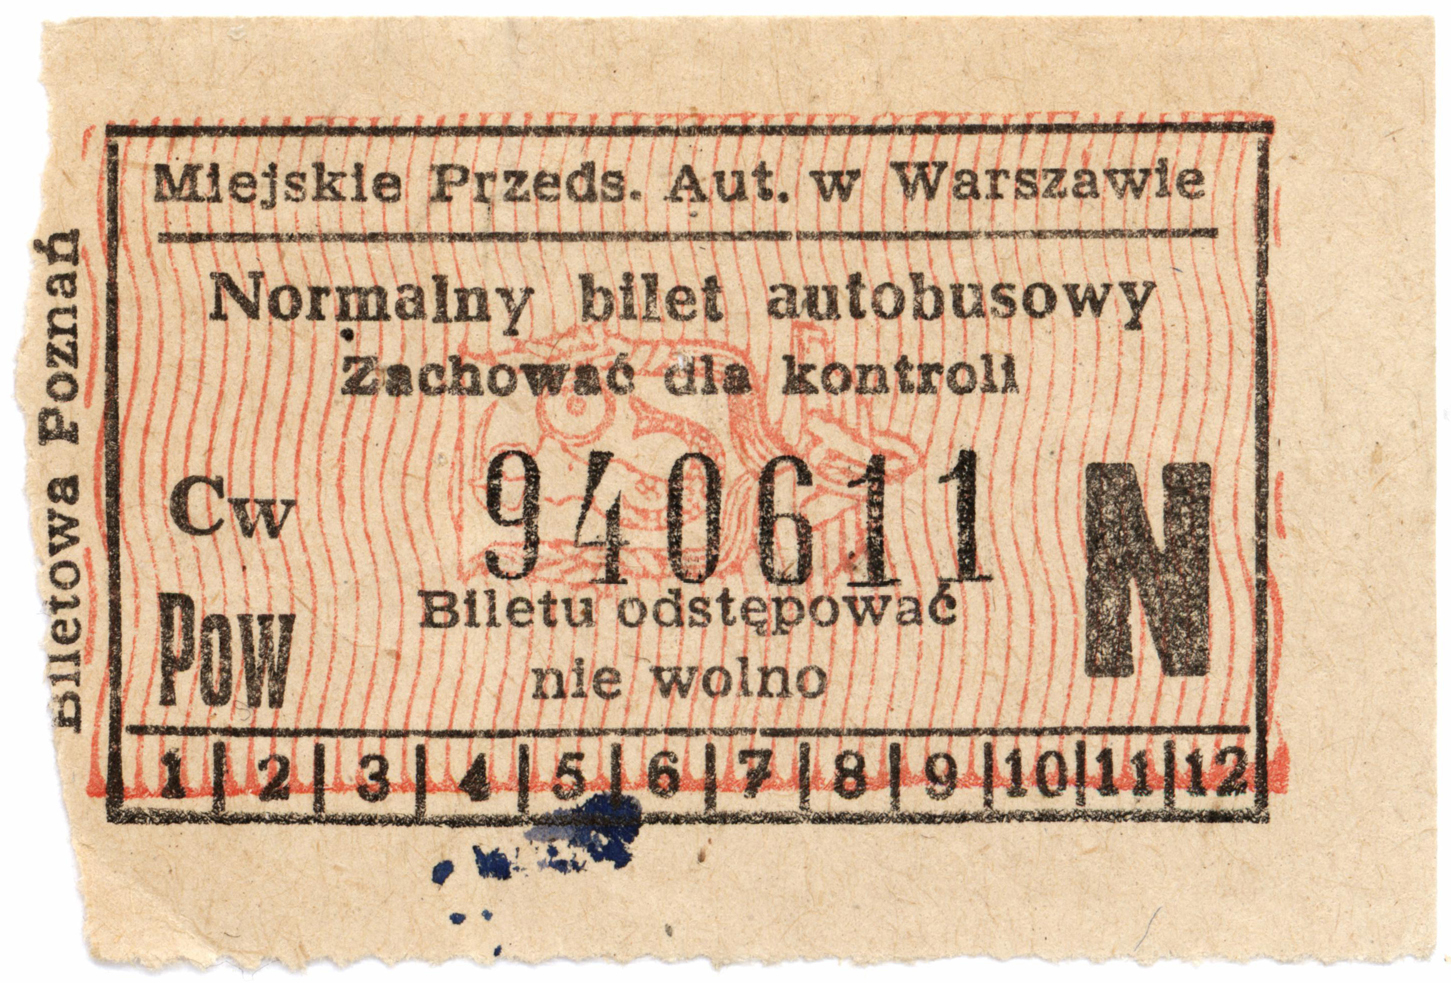 Miejskie Przeds. Aut. w Warszawie
Normalny bilet autobusowy
Zachować dla kontroli
Cw
940611
N
Pow
Biletu odstępować
nie wolno
1 | 2 | 3 | 4 | 5 | 6 | 7 | 8 | 9 | 10 | 11 | 12
Biletowa Poznań